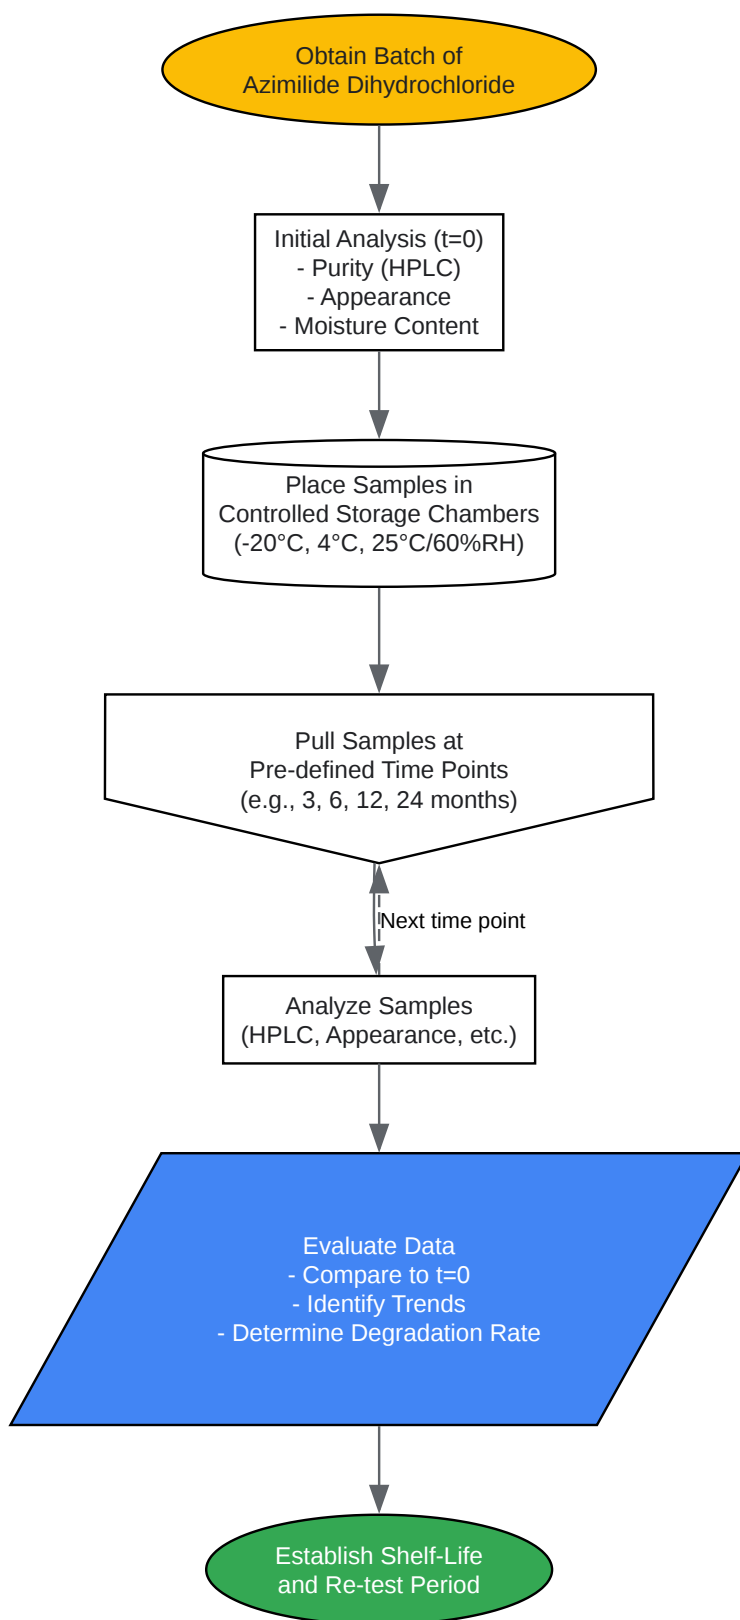 Obtain Batch of
Azimilide Dihydrochloride
Initial Analysis (t=0)
- Purity (HPLC)
- Appearance
- Moisture Content
Place Samples in
Controlled Storage Chambers
(-20°C, 4°C, 25°C/60%RH)
Pull Samples at
Pre-defined Time Points
(e.g., 3, 6, 12, 24 months)
Next time point
Analyze Samples
(HPLC, Appearance, etc.)
Evaluate Data
- Compare to t=0
- Identify Trends
- Determine Degradation Rate
Establish Shelf-Life
and Re-test Period